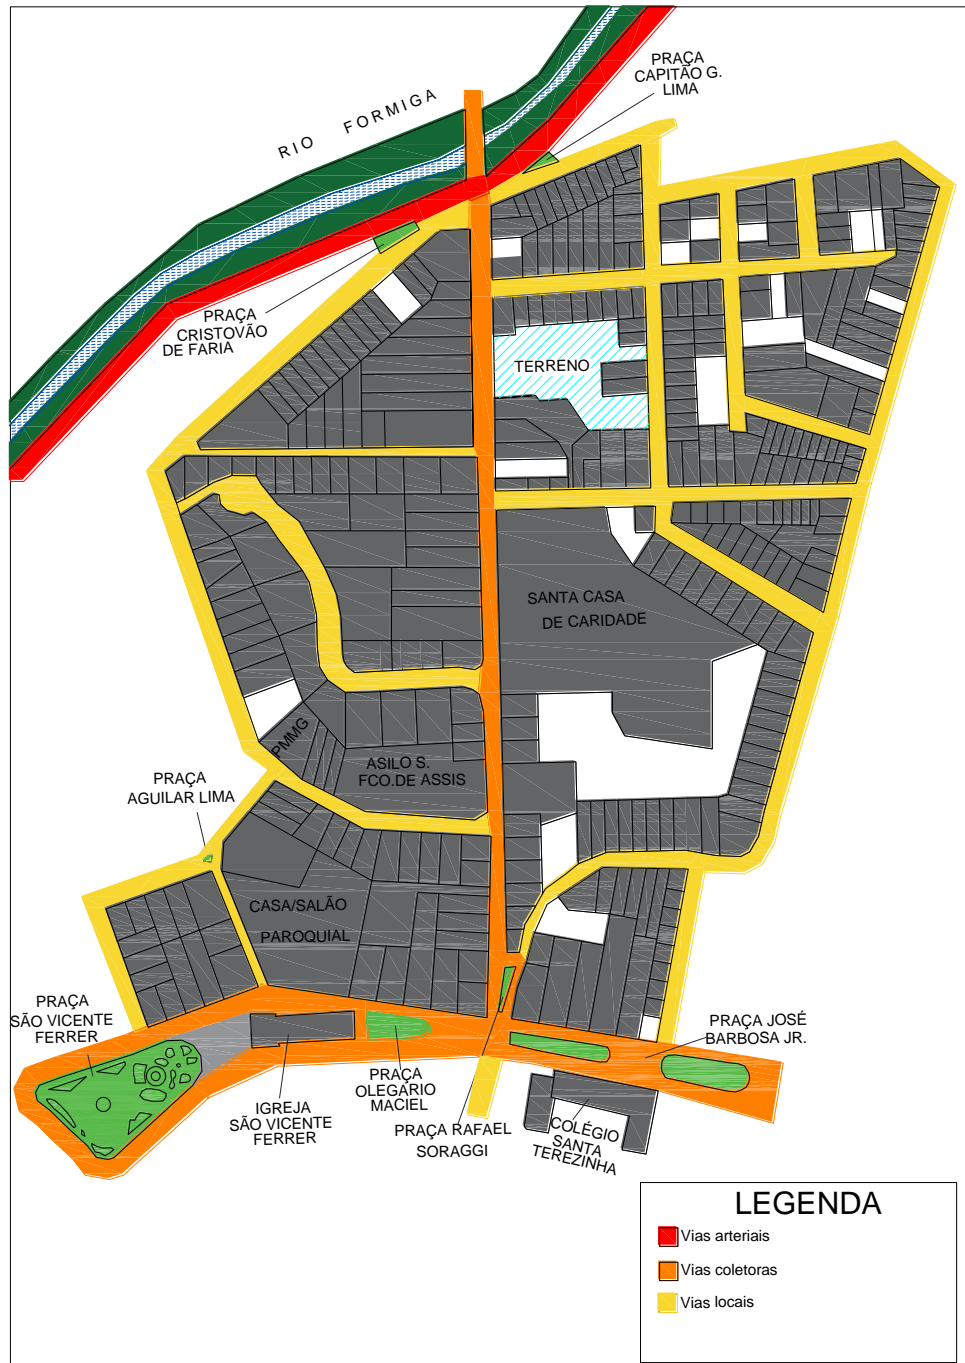 PRAÇA
CAPITÃO G.
LIMA
RIO FORMIGA
PRAÇA
CRISTOVÃO
DE FARIA
TERRENO
SANTA CASA
DE CARIDADE
PMMG
ASILO S.
FCO.DE ASSIS
PRAÇA
AGUILAR LIMA
CASA/SALÃO
PAROQUIAL
PRAÇA
SÃO VICENTE
FERRER
PRAÇA JOSÉ
BARBOSA JR.
PRAÇA
OLEGÁRIO
MACIEL
IGREJA
SÃO VICENTE
FERRER
PRAÇA RAFAEL
SORAGGI
COLÉGIO
SANTA
TEREZINHA
LEGENDA
Vias arteriais
Vias coletoras
Vias locais